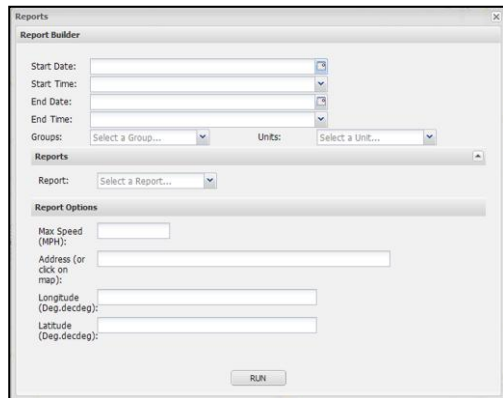 Reports
Report Builder
Start Date:
Start Time:
End Date:
End Time:
Groups: Select a Group... Units: Select a Unit...
Reports
Report: Select a Report...
Report Options
Max Speed
(MPH):
Address (or
click on
map):
Longitude
(Deg.decdeg):
Latitude
(Deg.decdeg):
RUN